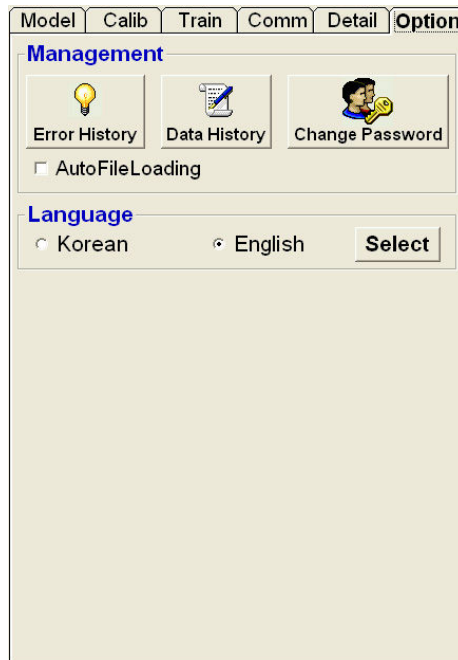 Model Calib Train Comm Detail Option
Management
Error History Data History Change Password
AutoFileLoading
Language
Korean English Select